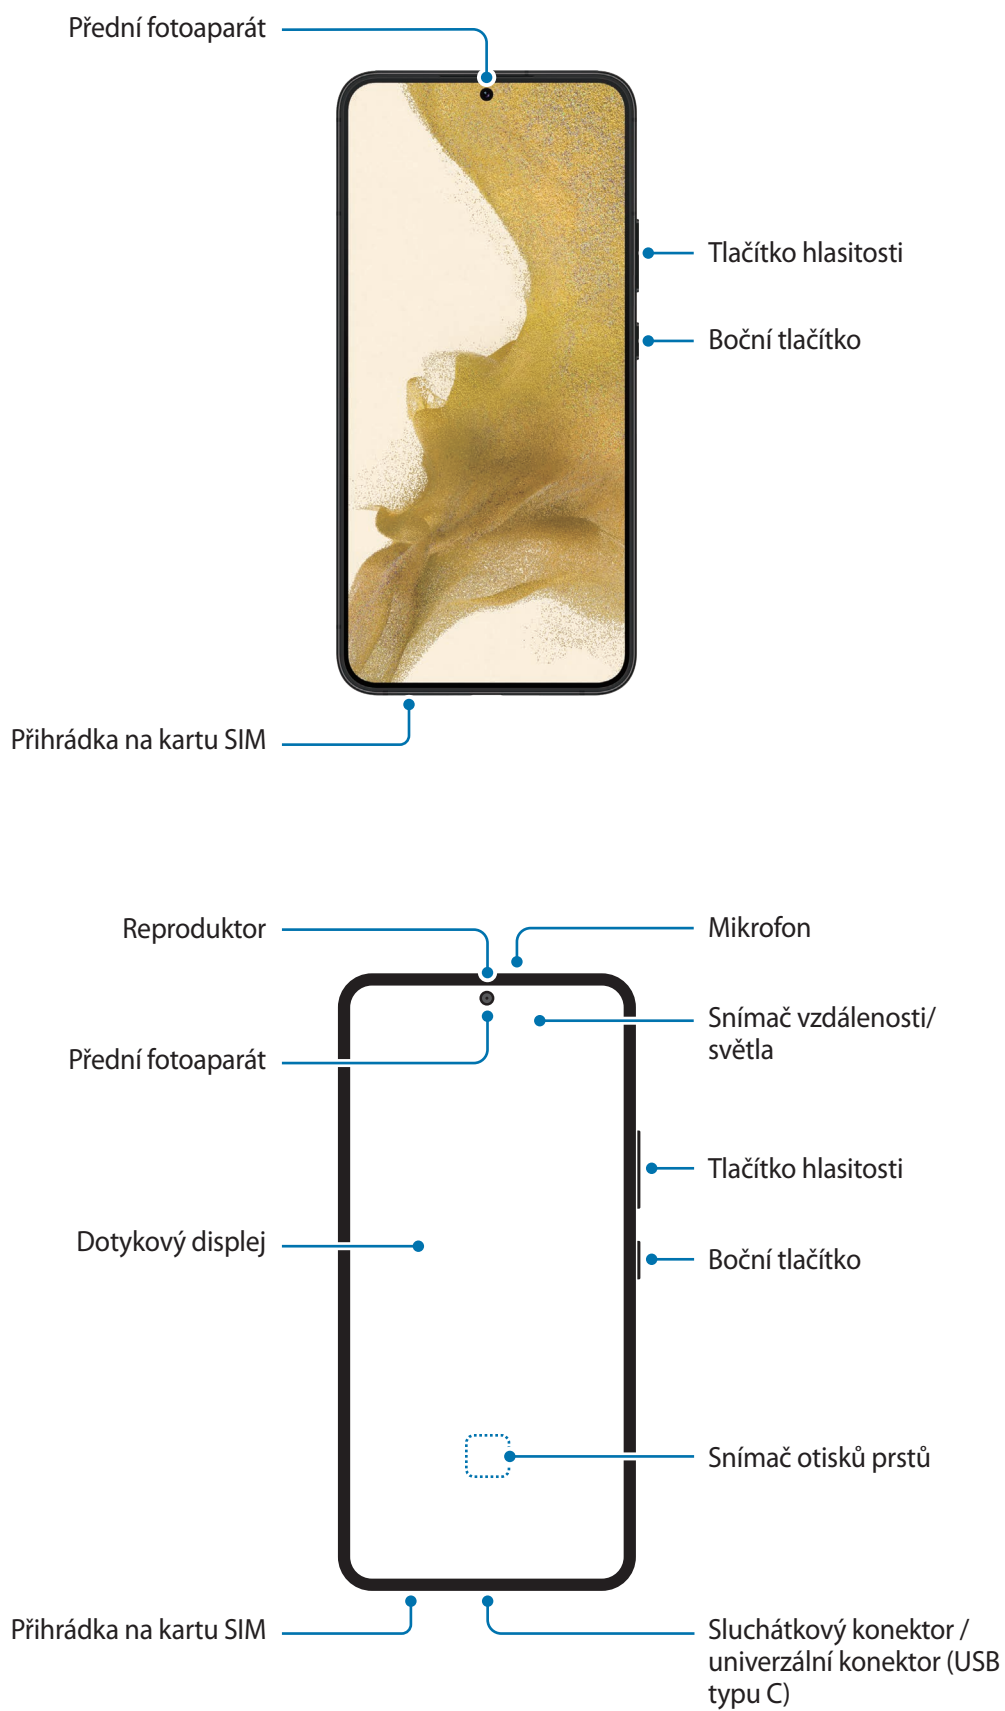 Přední fotoaparát
Tlačítko hlasitosti
Boční tlačítko
Přihrádka na kartu SIM
Reproduktor
Mikrofon
Snímač vzdálenosti/
světla
Přední fotoaparát
Tlačítko hlasitosti
Dotykový displej
Boční tlačítko
Snímač otisků prstů
Přihrádka na kartu SIM
Sluchátkový konektor /
univerzální konektor (USB
typu C)